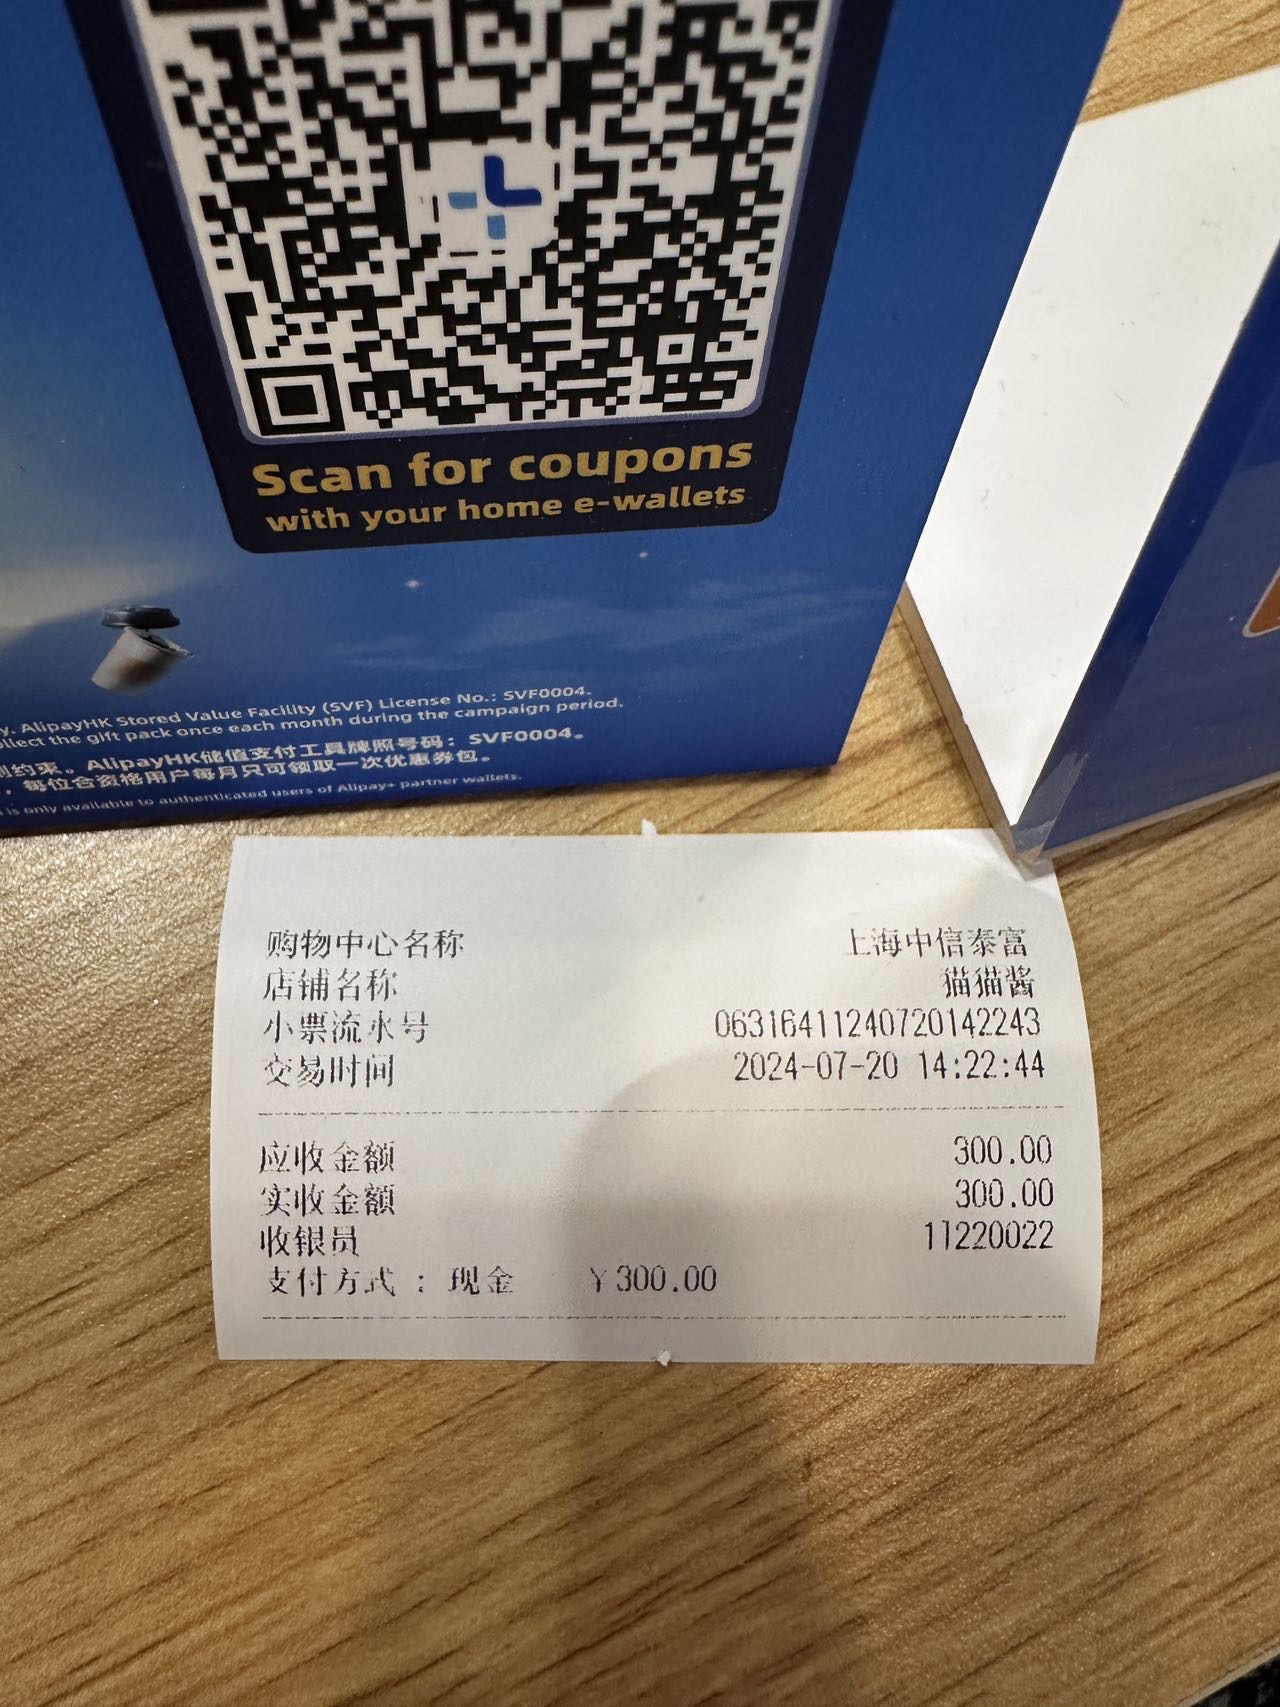 Scan for coupons
with your home e-wallets
AlipayHK Stored Value Facility (SVF) License No.: SVF0004.
the gift pack once each month during the campaign period.
AlipayHK储值支付工具牌照号码：SVF0004。
，每位合资格用户每月只可领取一次优惠券包。
is only available to authenticated users of Alipay+ partner wallets.
购物中心名称 上海中信泰富
店铺名称 猫猫酱
小票流水号 06316411240720142243
交易时间 2024-07-20 14:22:44
应收金额 300.00
实收金额 300.00
收银员 11220022
支付方式 : 现金 ¥300.00